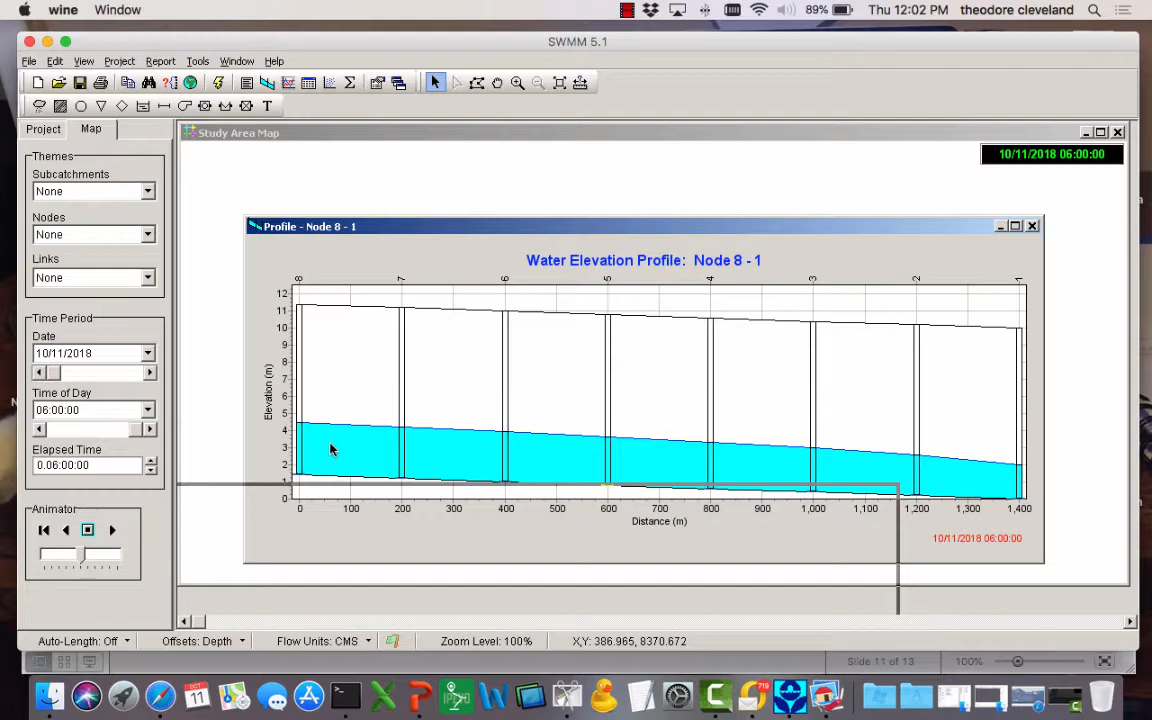 wine Window 89% Thu 12:02 PM theodore cleveland
SWMM 5.1
File Edit View Project Report Tools Window Help
Project Map
Study Area Map
10/11/2018 06:00:00
Themes
Subcatchments
None
Nodes
None
Links
None
Time Period
Date
10/11/2018
Time of Day
06:00:00
Elapsed Time
0.06:00:00
Animator
Profile - Node 8 - 1
Water Elevation Profile: Node 8 - 1
8 7 6 5 4 3 2 1
12
11
10
9
8
7
6
5
4
3
2
1
0
Elevation (m)
0 100 200 300 400 500 600 700 800 900 1,000 1,100 1,200 1,300 1,400
Distance (m)
10/11/2018 06:00:00
Auto-Length: Off Offsets: Depth Flow Units: CMS Zoom Level: 100% X,Y: 386.965, 8370.672
Slide 11 of 13 100%
OCT 11
719